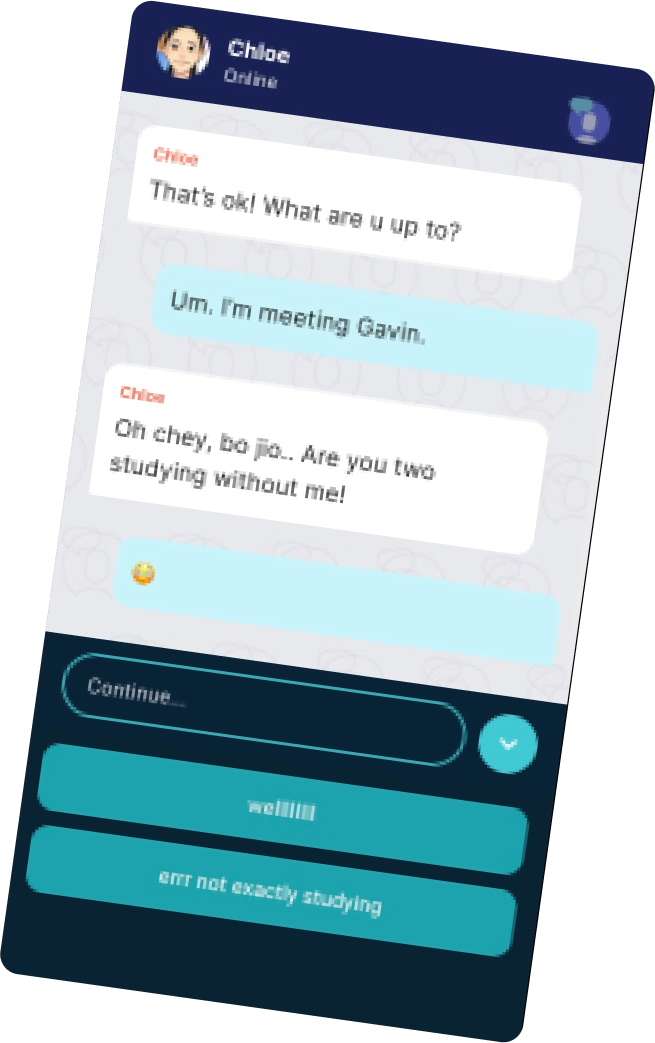 Chloe
Online
Chloe
That's ok! What are u up to?
Um. I'm meeting Gavin.
Chloe
Oh chey, bo jio.. Are you two
studying without me!
😳
Continue...
welllllll
errr not exactly studying